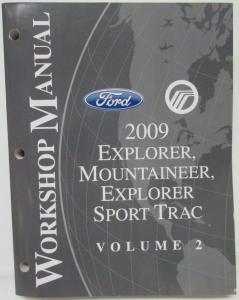 WORKSHOP MANUAL
Ford
2009
EXPLORER,
MOUNTAINEER,
EXPLORER
SPORT TRAC
VOLUME 2